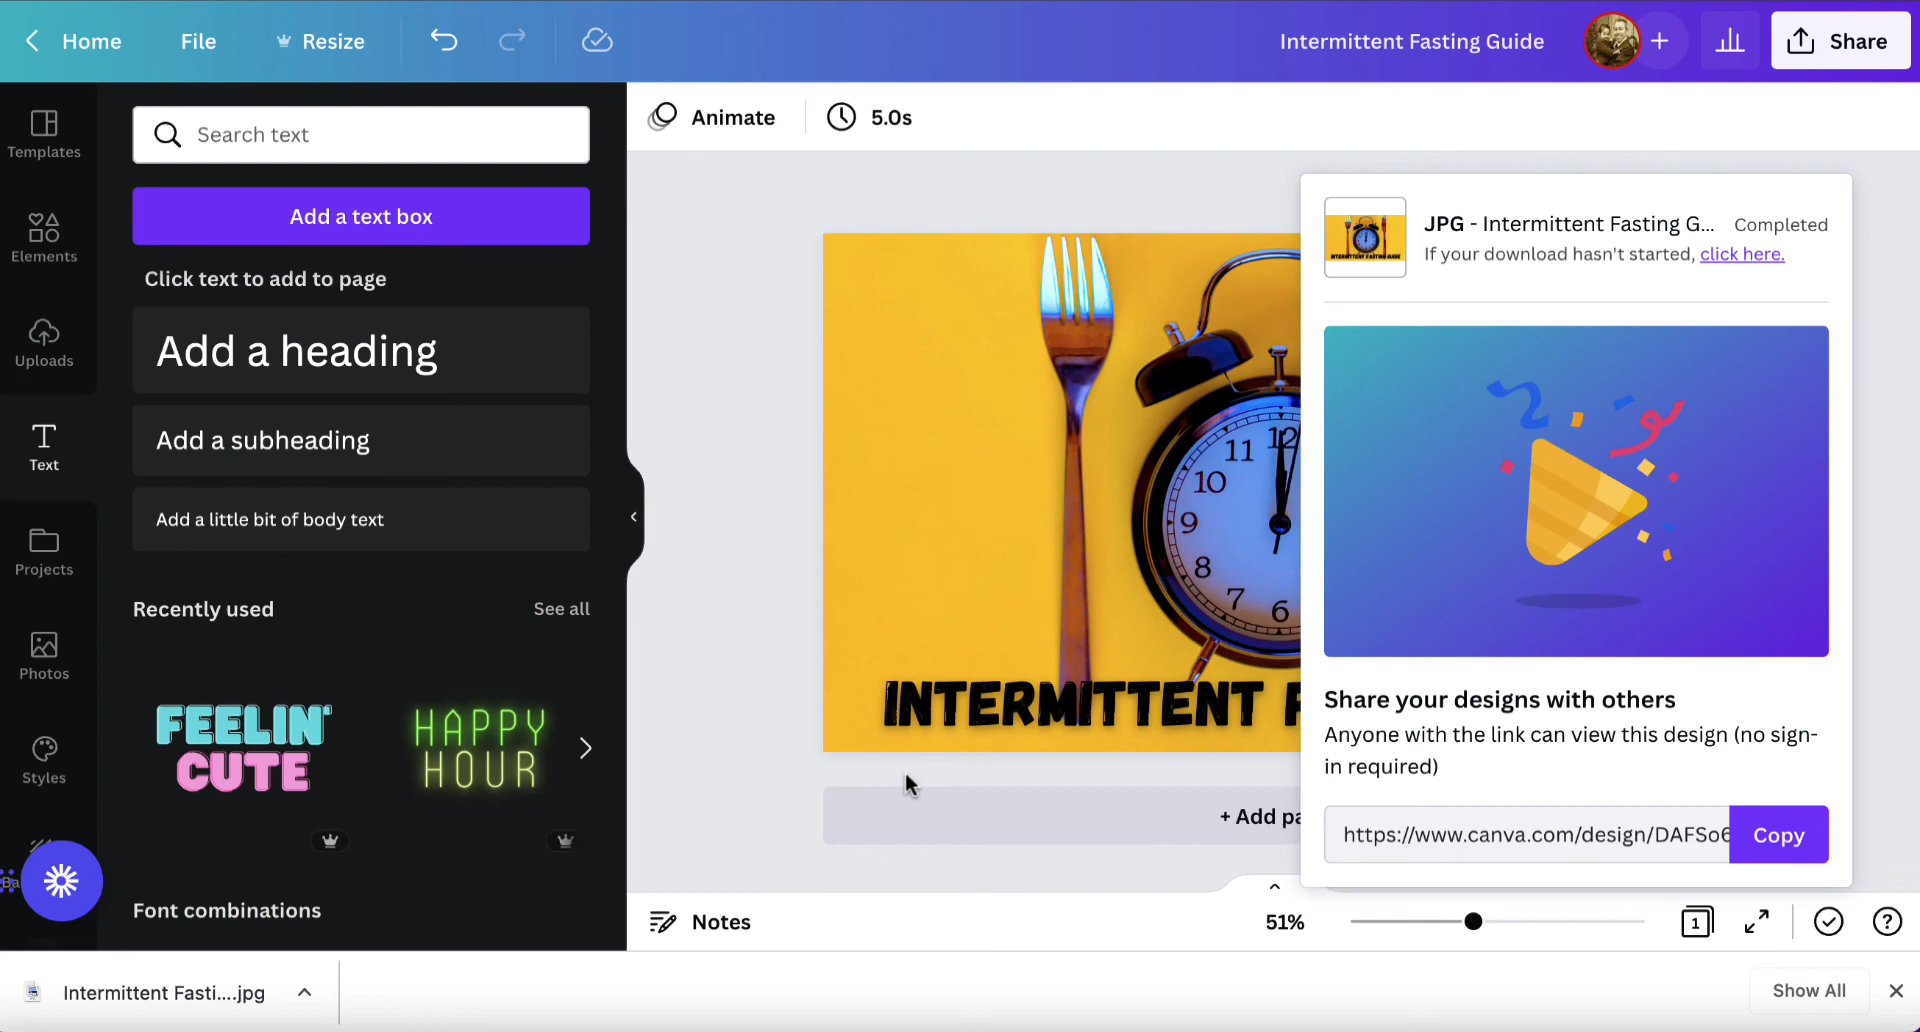 Home
File
Resize
Intermittent Fasting Guide
Share
Templates
Elements
Uploads
Text
Projects
Photos
Styles
Ba
Search text
Add a text box
Click text to add to page
Add a heading
Add a subheading
Add a little bit of body text
Recently used
See all
FEELIN'
CUTE
HAPPY
HOUR
Font combinations
Animate
5.0s
12
11
10
9
8
7
6
INTERMITTENT F
+ Add pa
JPG - Intermittent Fasting G... Completed
If your download hasn't started, click here.
INTERMITTENT FASTING GUIDE
Share your designs with others
Anyone with the link can view this design (no sign-
in required)
https://www.canva.com/design/DAFSo6
Copy
Notes
51%
1
?
Intermittent Fasti....jpg
Show All